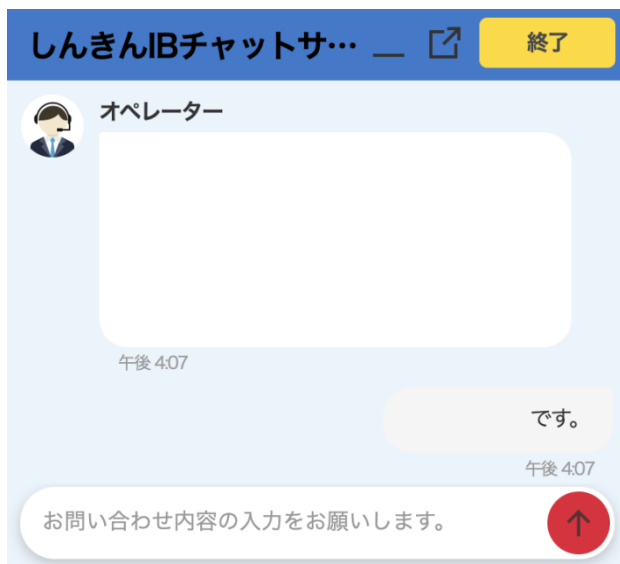 しんきんIBチャットサ…
終了
オペレーター
午後 4:07
です。
午後 4:07
お問い合わせ内容の入力をお願いします。